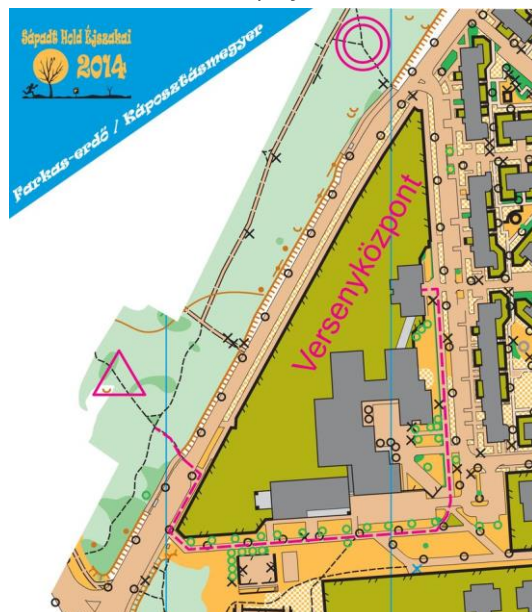 Sápadt Hold Éjszakai
2014
Farkas-erdő / Káposztásmegyer
Versenyközpont